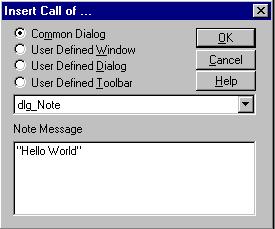 Insert Call of ...
Common Dialog
User Defined Window
User Defined Dialog
User Defined Toolbar
OK
Cancel
Help
dlg_Note
Note Message
"Hello World"